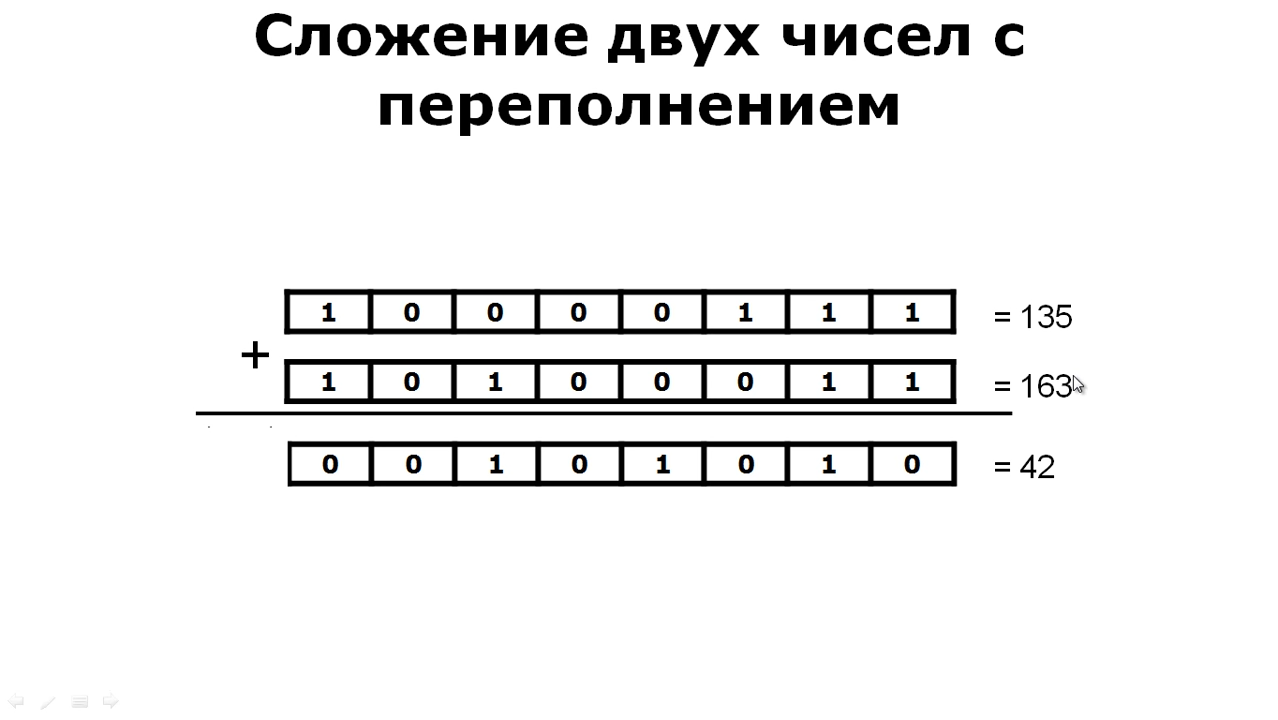 Сложение двух чисел с
переполнением
1 0 0 0 0 1 1 1 = 135
+
1 0 1 0 0 0 1 1 = 163
0 0 1 0 1 0 1 0 = 42